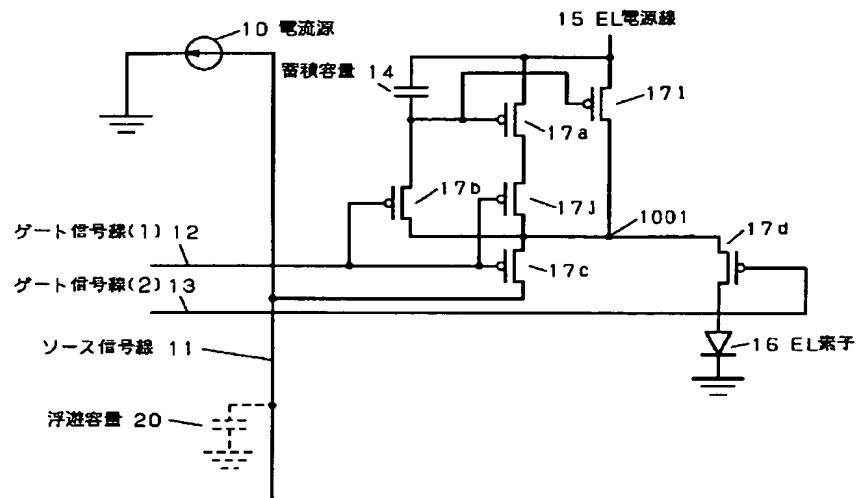 10 電流源
15 EL電源線
蓄積容量 14
17l
17a
17b
17j
1001
17d
ゲート信号線(1) 12
17c
ゲート信号線(2) 13
ソース信号線 11
16 EL素子
浮遊容量 20